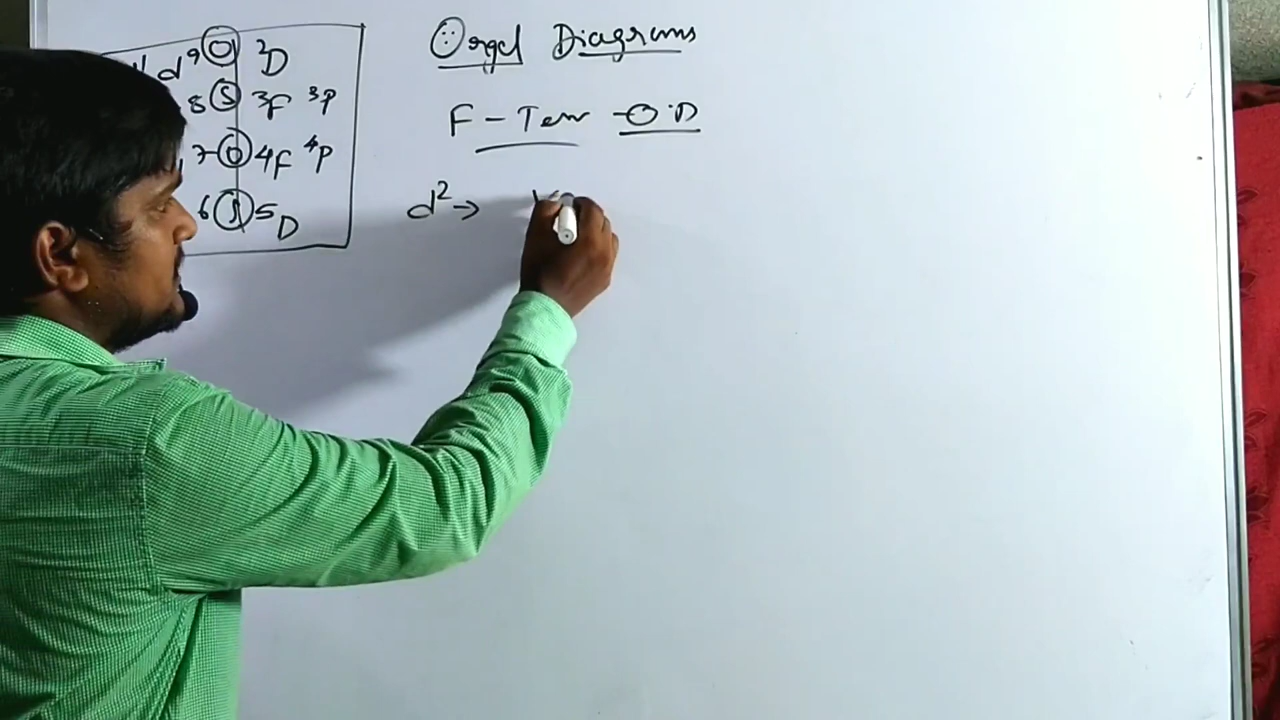 Orgel Diagrams
F - Term - O.D
d² →
d⁹ O ²D
8 S ³F ³P
7 O ⁴F ⁴P
6 S ⁵D